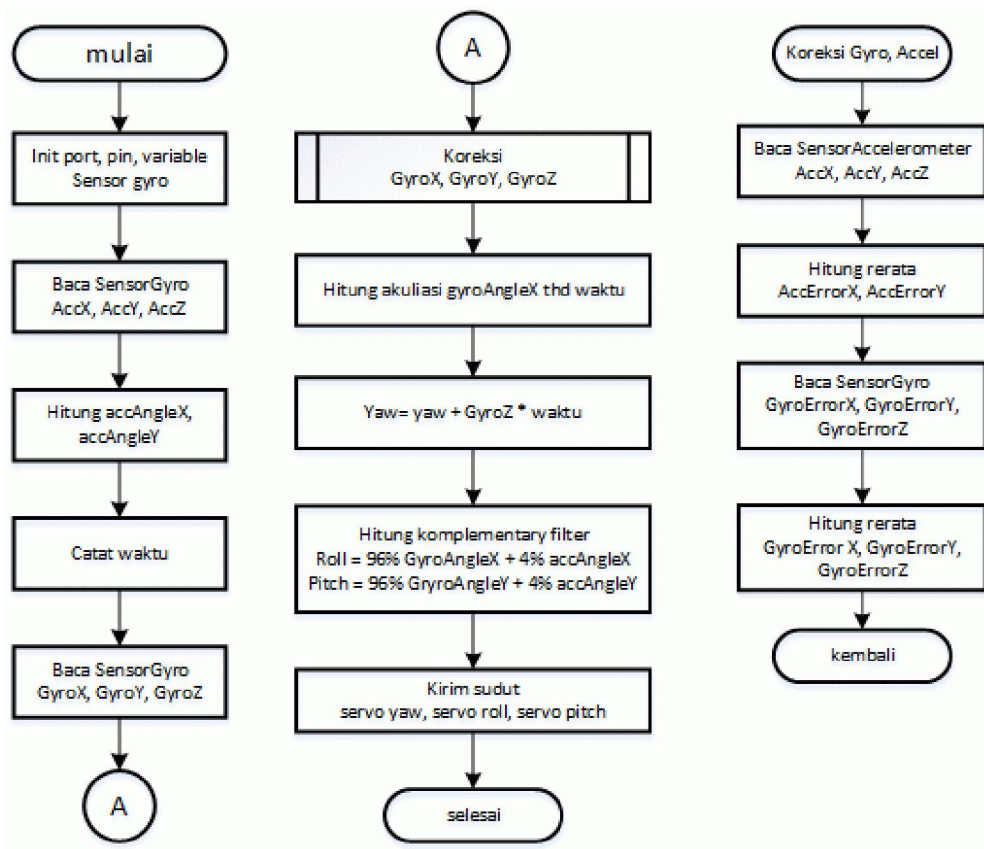 mulai
Init port, pin, variable
Sensor gyro
Baca SensorGyro
AccX, AccY, AccZ
Hitung accAngleX,
accAngleY
Catat waktu
Baca SensorGyro
GyroX, GyroY, GyroZ
A
A
Koreksi
GyroX, GyroY, GyroZ
Hitung akuliasi gyroAngleX thd waktu
Yaw= yaw + GyroZ * waktu
Hitung komplementary filter
Roll = 96% GyroAngleX + 4% accAngleX
Pitch = 96% GryroAngleY + 4% accAngleY
Kirim sudut
servo yaw, servo roll, servo pitch
selesai
Koreksi Gyro, Accel
Baca SensorAccelerometer
AccX, AccY, AccZ
Hitung rerata
AccErrorX, AccErrorY
Baca SensorGyro
GyroErrorX, GyroErrorY,
GyroErrorZ
Hitung rerata
GyroError X, GyroErrorY,
GyroErrorZ
kembali